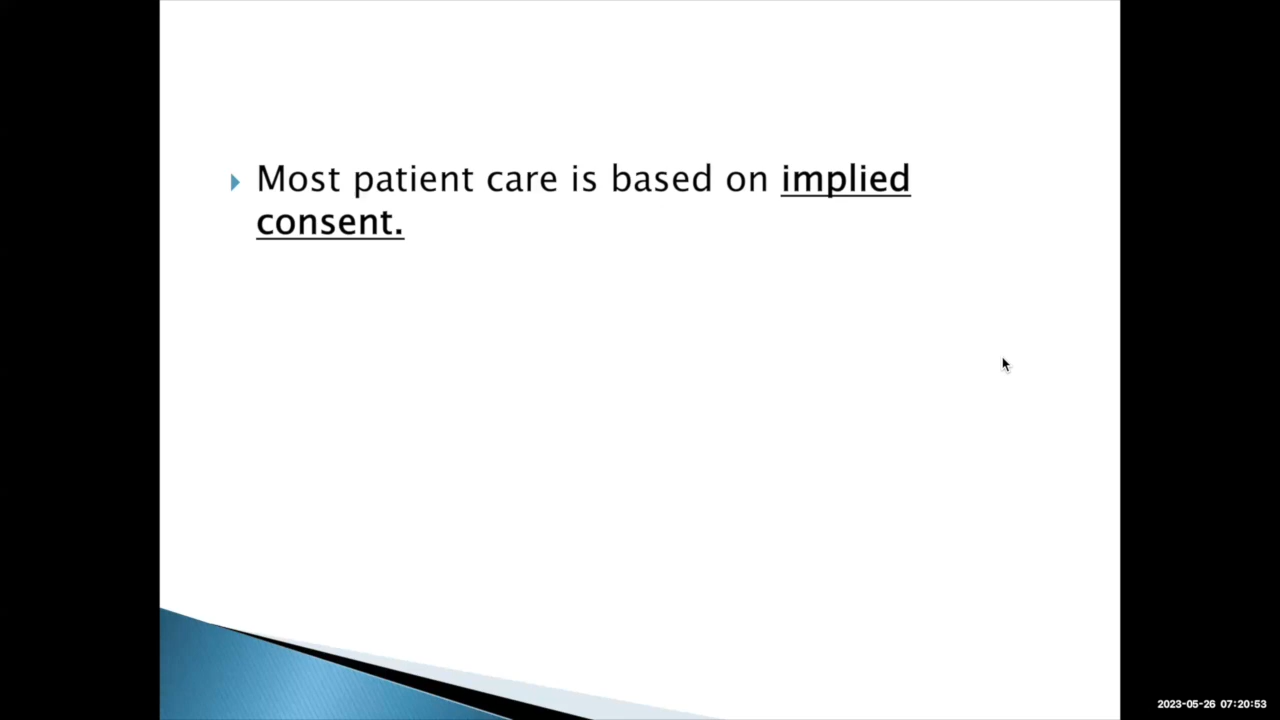 Most patient care is based on implied
consent.
2023-05-26 07:20:53